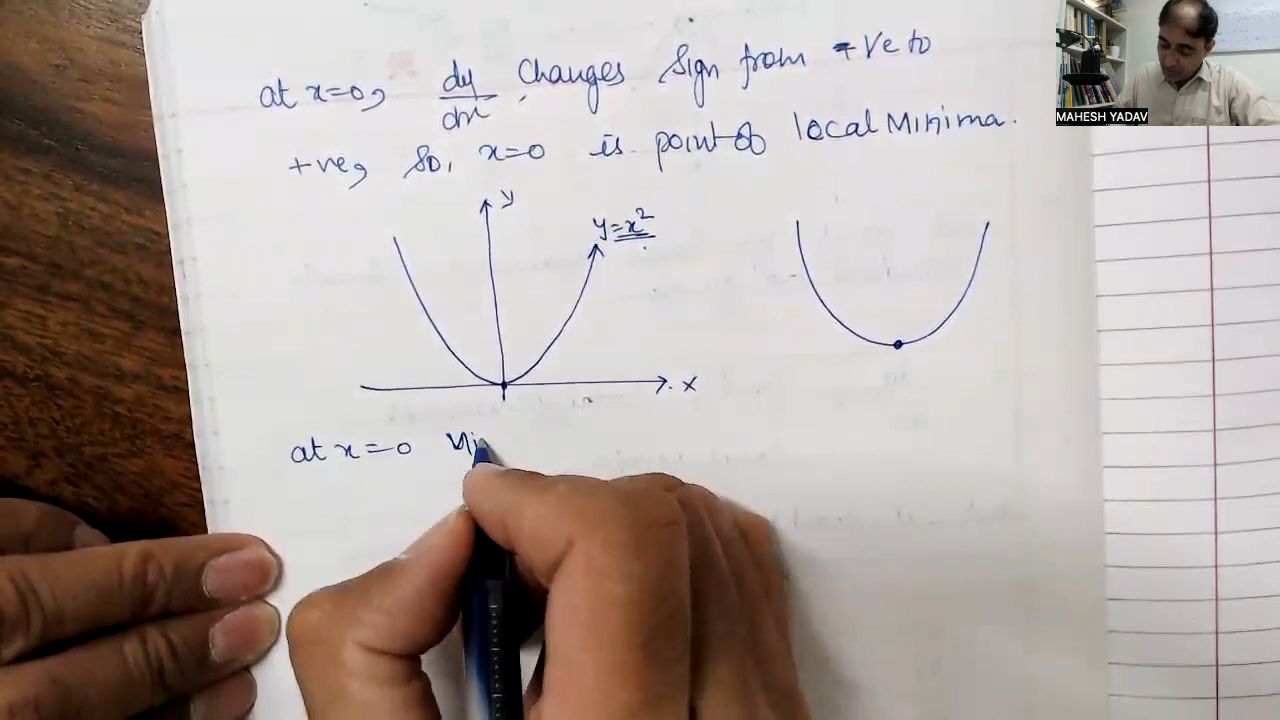 MAHESH YADAV
at x=0, dy/dx, changes sign from -ve to
+ve, so, x=0 is point of local Minima.
y
y=x²
x
at x=0 Mi